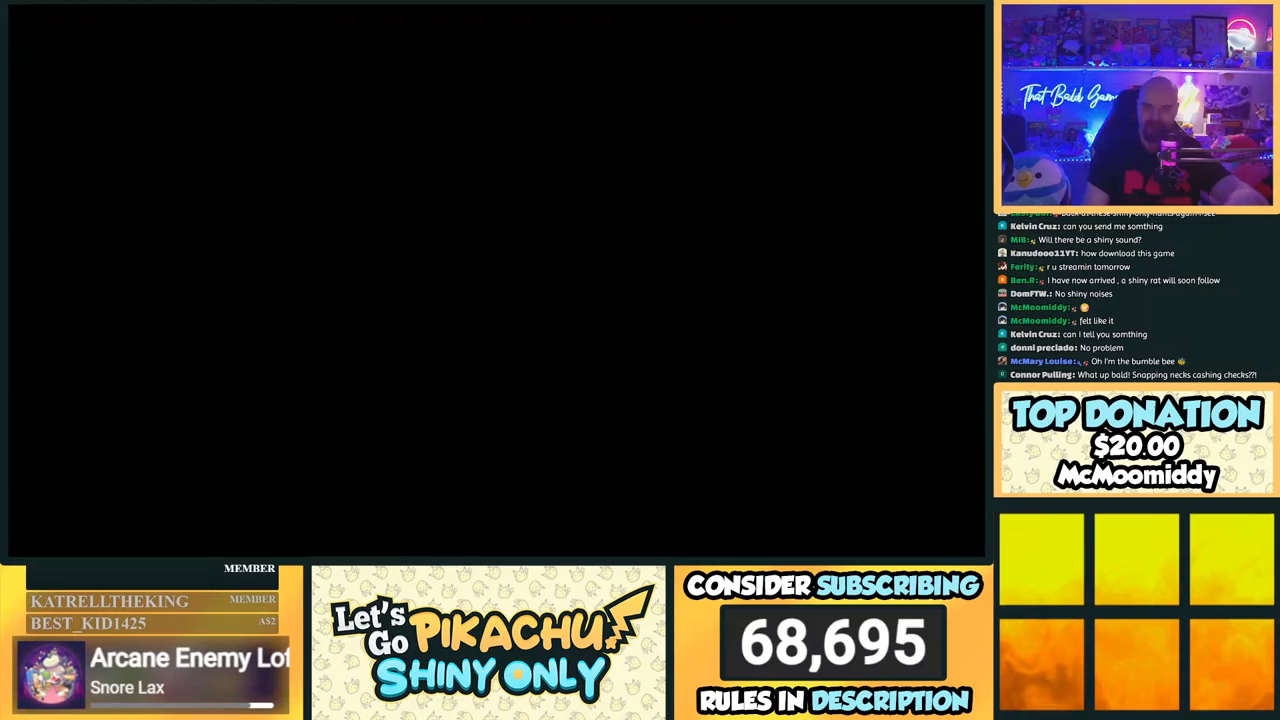 That Bald Gam
Kelvin Cruz: can you send me somthing
MIB: Will there be a shiny sound?
Kanudooo11YT: how download this game
Ferity: r u streamin tomorrow
Ben.R: I have now arrived , a shiny rat will soon follow
DomFTW.: No shiny noises
McMoomiddy:
McMoomiddy: felt like it
Kelvin Cruz: can I tell you somthing
donni preciado: No problem
McMary Louise: Oh I'm the bumble bee
Connor Pulling: What up bald! Snapping necks cashing checks??!
TOP DONATION
$20.00
McMoomiddy
MEMBER
KATRELLTHEKING MEMBER
BEST_KID1425 A$2
Arcane Enemy Lof
Snore Lax
Let's
Go PIKACHU
SHINY ONLY
CONSIDER SUBSCRIBING
68,695
RULES IN DESCRIPTION